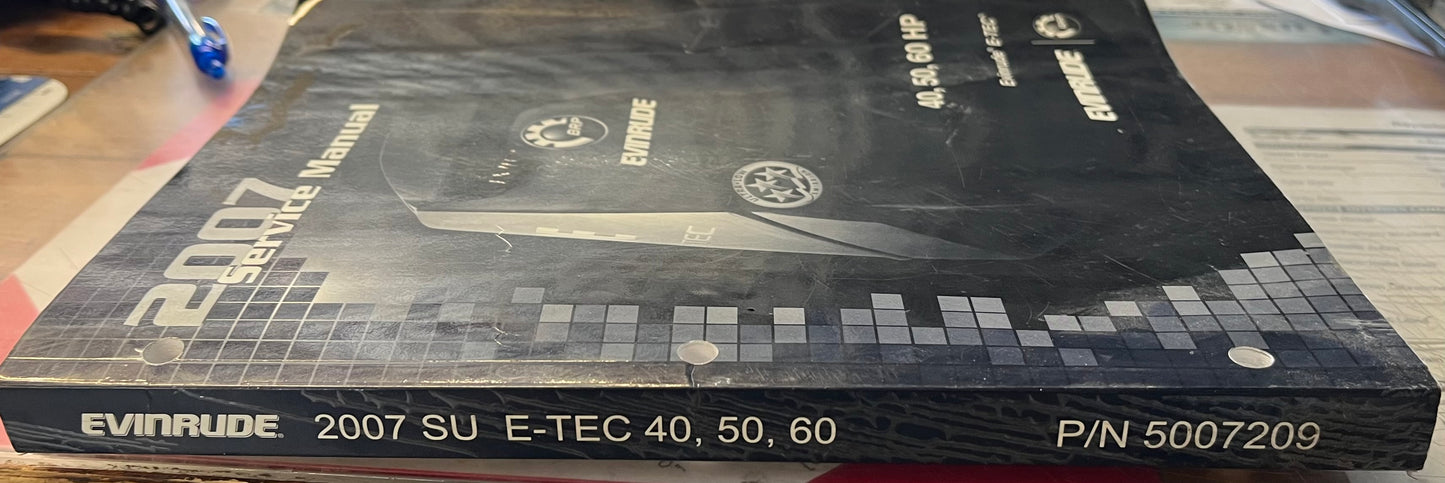 2007
Service Manual
BRP
EVINRUDE
TEC
40, 50, 60 HP
Evinrude® E-TEC®
EVINRUDE
EVINRUDE® 2007 SU E-TEC 40, 50, 60 P/N 5007209